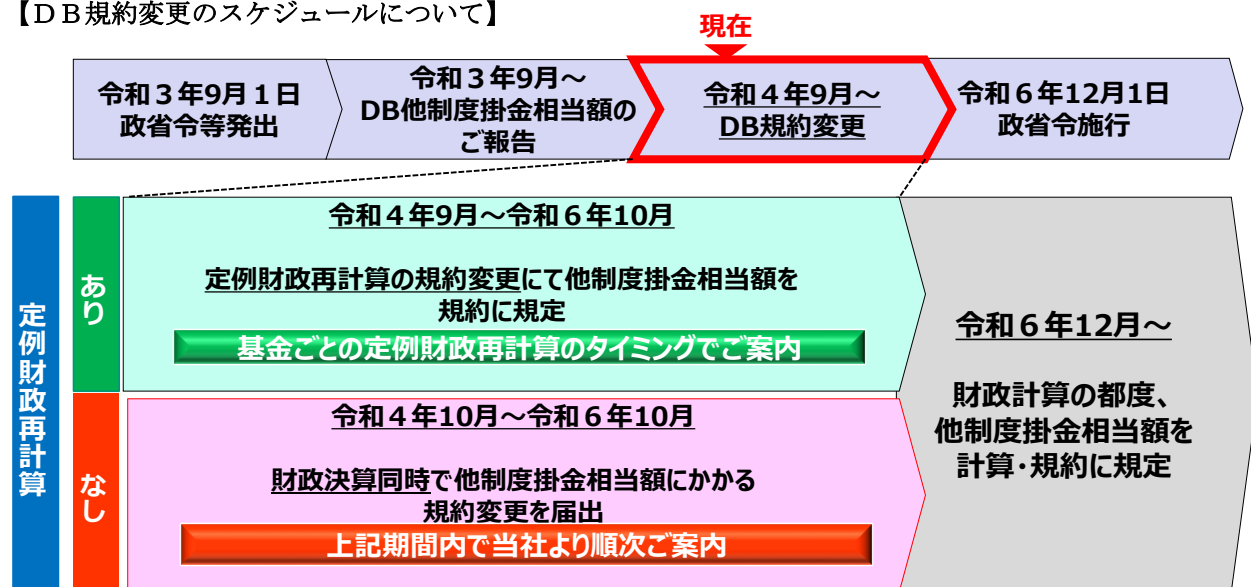 【ＤＢ規約変更のスケジュールについて】
現在
令和３年9月１日
政省令等発出
令和３年9月～
DB他制度掛金相当額の
ご報告
令和４年9月～
DB規約変更
令和６年12月1日
政省令施行
定例財政再計算
あり
令和４年9月～令和６年10月
定例財政再計算の規約変更にて他制度掛金相当額を
規約に規定
基金ごとの定例財政再計算のタイミングでご案内
なし
令和４年10月～令和６年10月
財政決算同時で他制度掛金相当額にかかる
規約変更を届出
上記期間内で当社より順次ご案内
令和６年12月～
財政計算の都度、
他制度掛金相当額を
計算・規約に規定